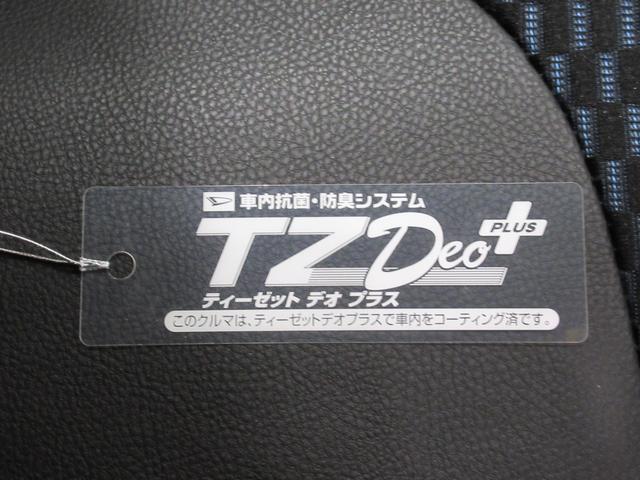 車内抗菌・防臭システム
TZ Deo PLUS
ティーゼット デオ プラス
このクルマは、ティーゼットデオプラスで車内をコーティング済です。